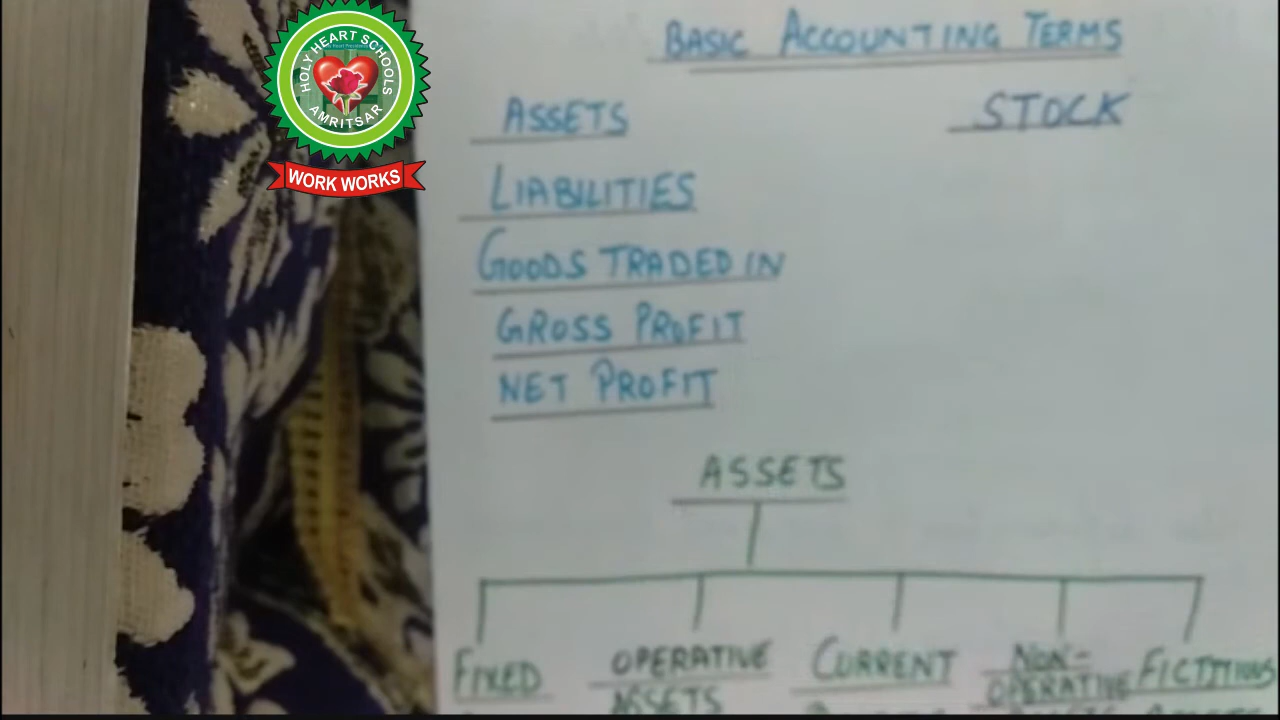 HOLY HEART SCHOOLS
AMRITSAR
WORK WORKS
BASIC ACCOUNTING TERMS
ASSETS
STOCK
LIABILITIES
GOODS TRADED IN
GROSS PROFIT
NET PROFIT
ASSETS
FIXED
OPERATIVE
ASSETS
CURRENT
NON-
OPERATIVE
FICTITIOUS